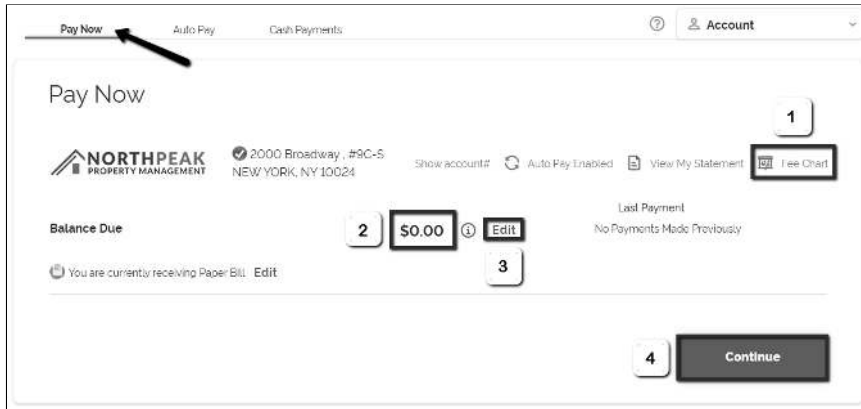 Pay Now Auto Pay Cash Payments Account
Pay Now
1
NORTHPEAK
PROPERTY MANAGEMENT
2000 Broadway , #9C-S
NEW YORK, NY 10024
Show account# Auto Pay Enabled View My Statement Fee Chart
Last Payment
Balance Due 2 $0.00 Edit No Payments Made Previously
3
You are currently receiving Paper Bill Edit
4 Continue